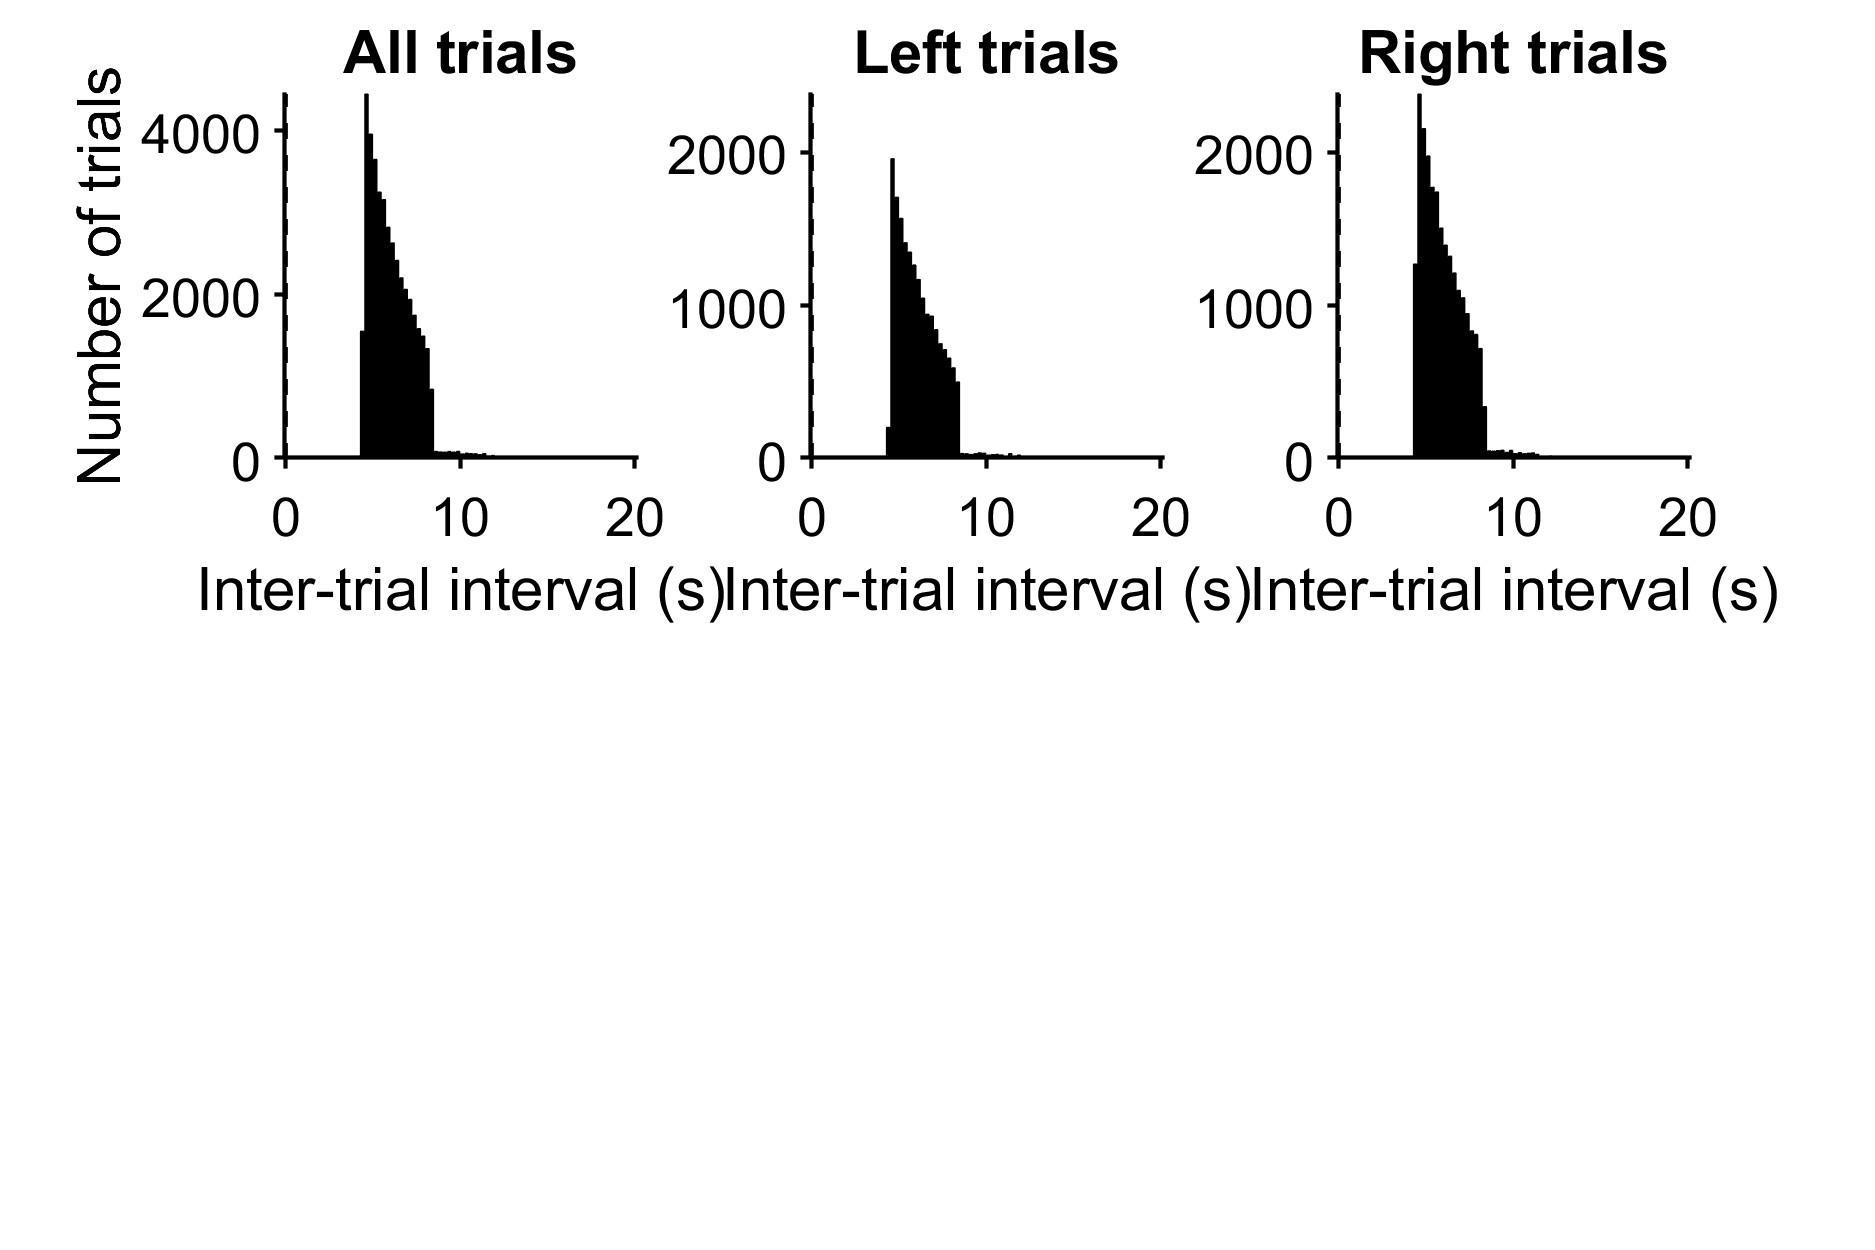 All trials
Left trials
Right trials
Number of trials
4000
2000
0
2000
1000
0
2000
1000
0
0 10 20
0 10 20
0 10 20
Inter-trial interval (s)
Inter-trial interval (s)
Inter-trial interval (s)